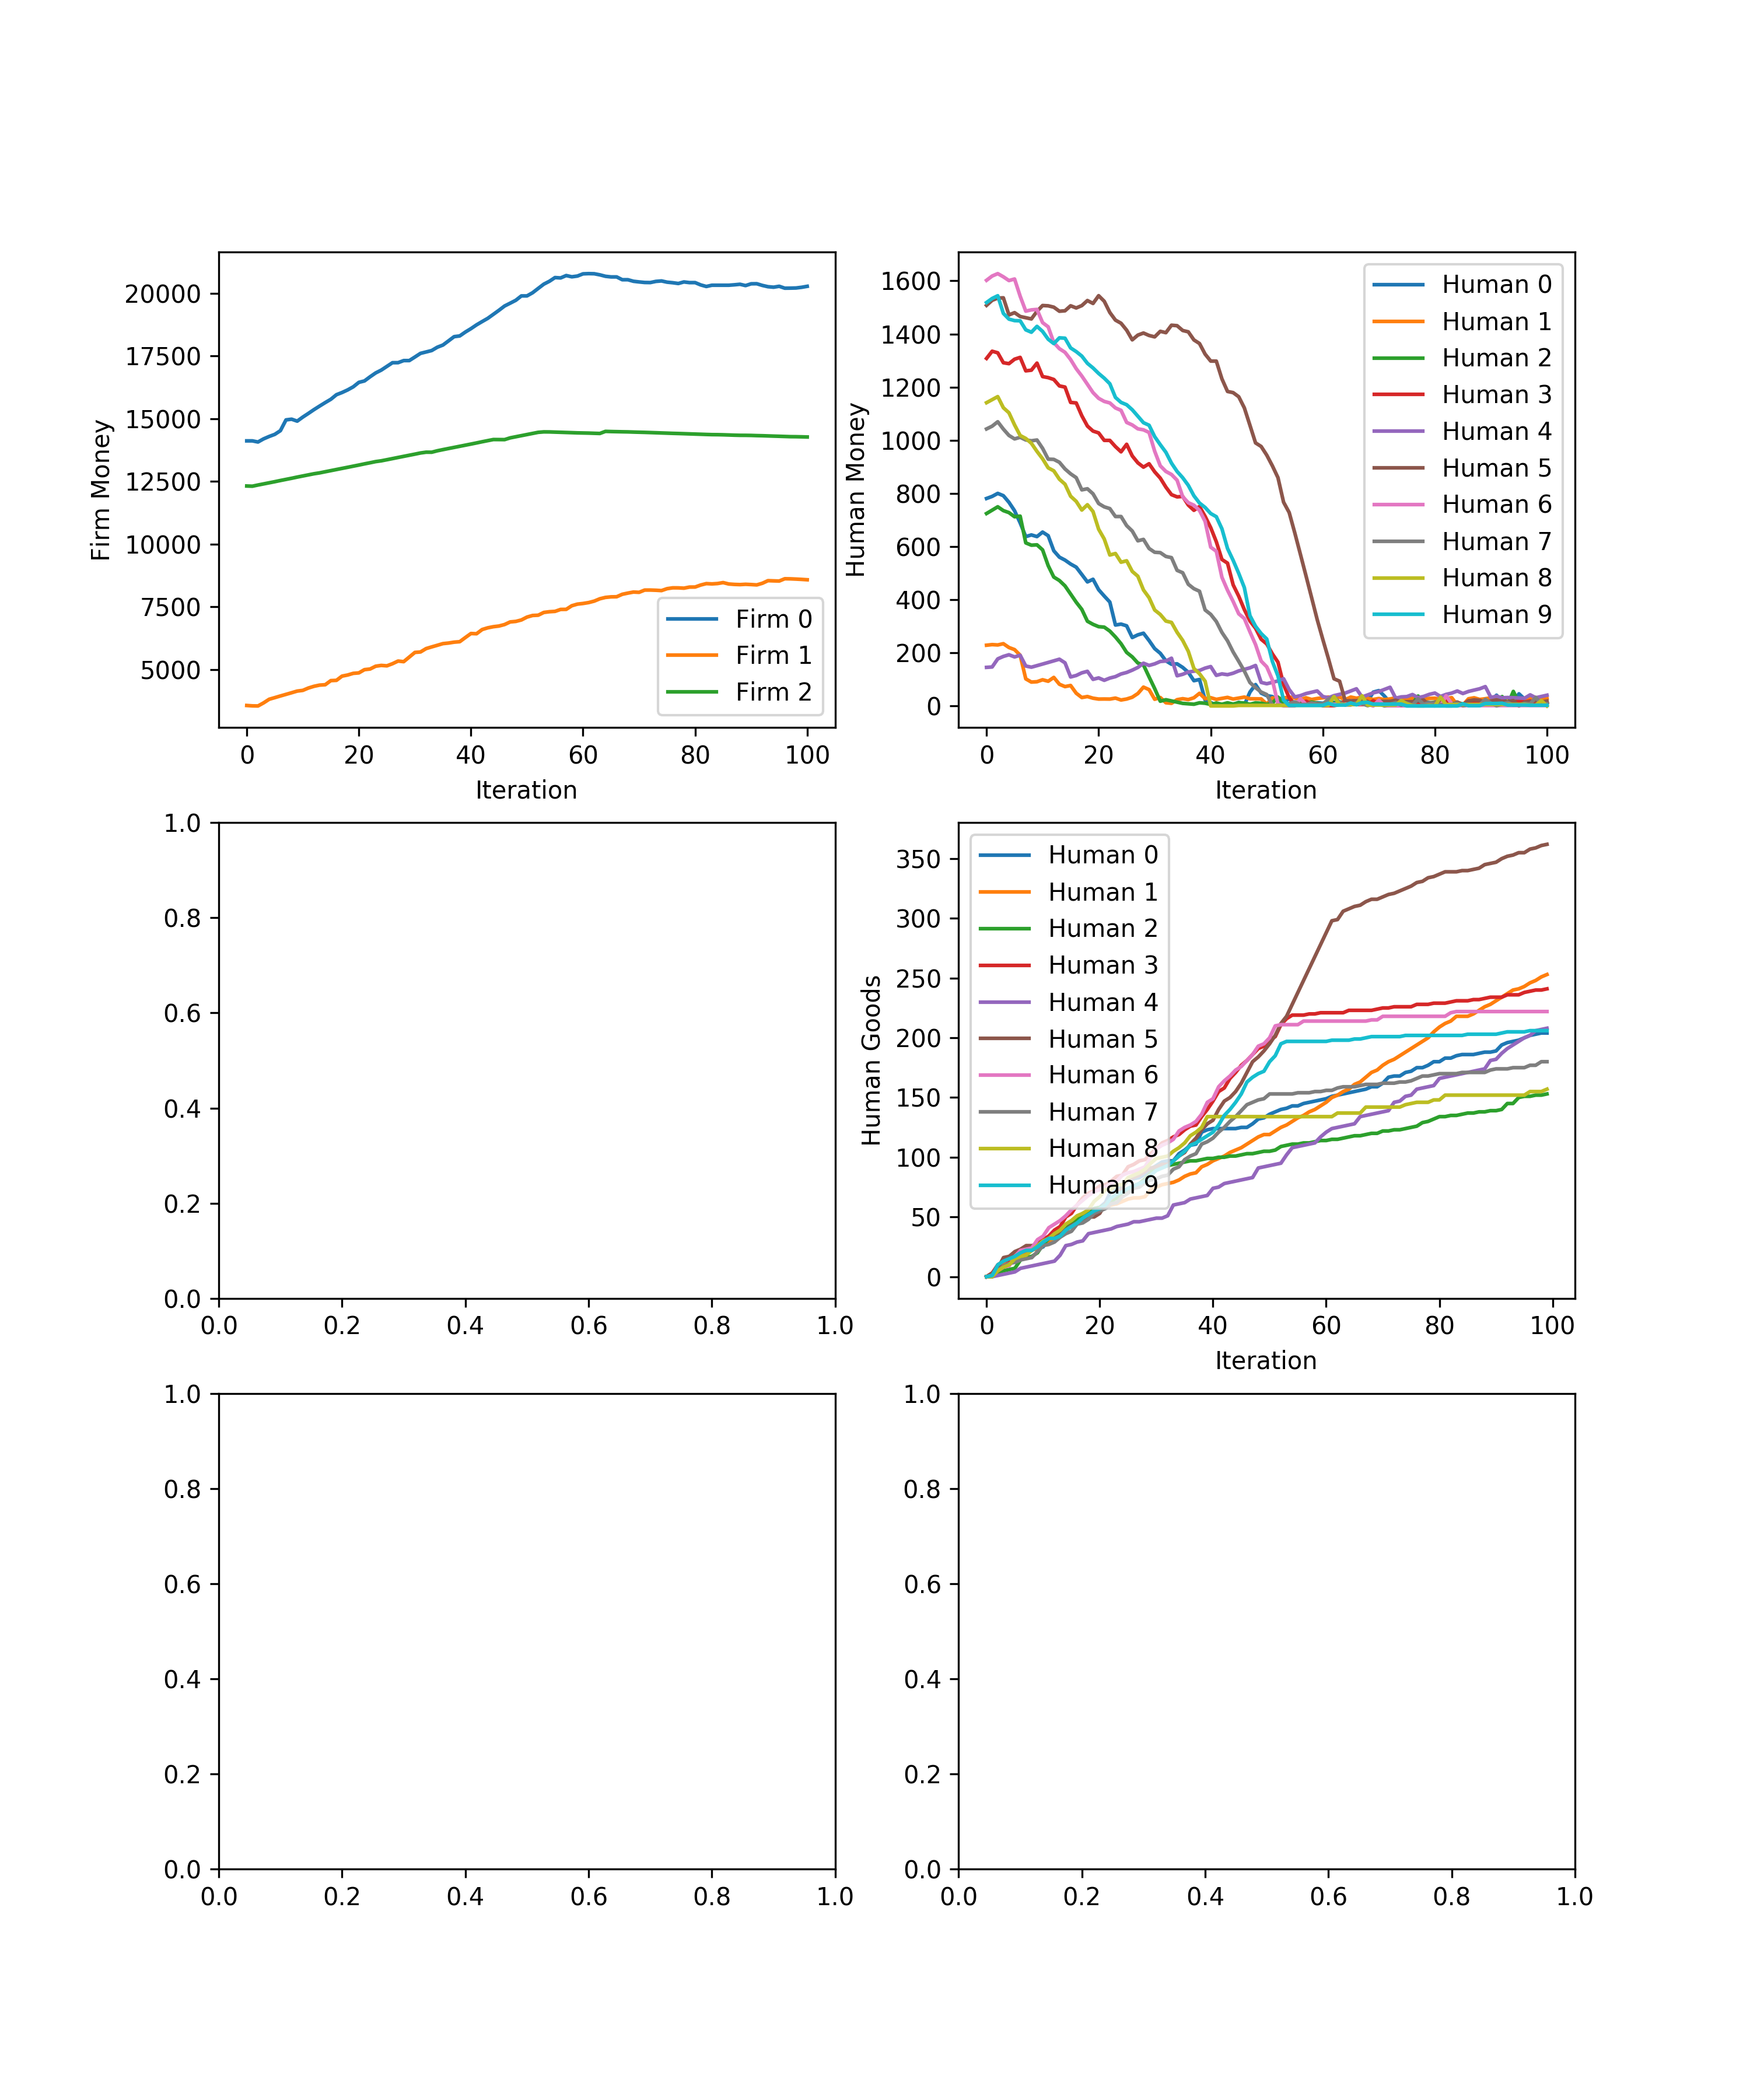 20000
17500
15000
12500
10000
7500
5000
Firm Money
0 20 40 60 80 100
Iteration
Firm 0
Firm 1
Firm 2
1600
1400
1200
1000
800
600
400
200
0
Human Money
0 20 40 60 80 100
Iteration
Human 0
Human 1
Human 2
Human 3
Human 4
Human 5
Human 6
Human 7
Human 8
Human 9
1.0
0.8
0.6
0.4
0.2
0.0
0.0 0.2 0.4 0.6 0.8 1.0
350
300
250
200
150
100
50
0
Human Goods
0 20 40 60 80 100
Iteration
Human 0
Human 1
Human 2
Human 3
Human 4
Human 5
Human 6
Human 7
Human 8
Human 9
1.0
0.8
0.6
0.4
0.2
0.0
0.0 0.2 0.4 0.6 0.8 1.0
1.0
0.8
0.6
0.4
0.2
0.0
0.0 0.2 0.4 0.6 0.8 1.0